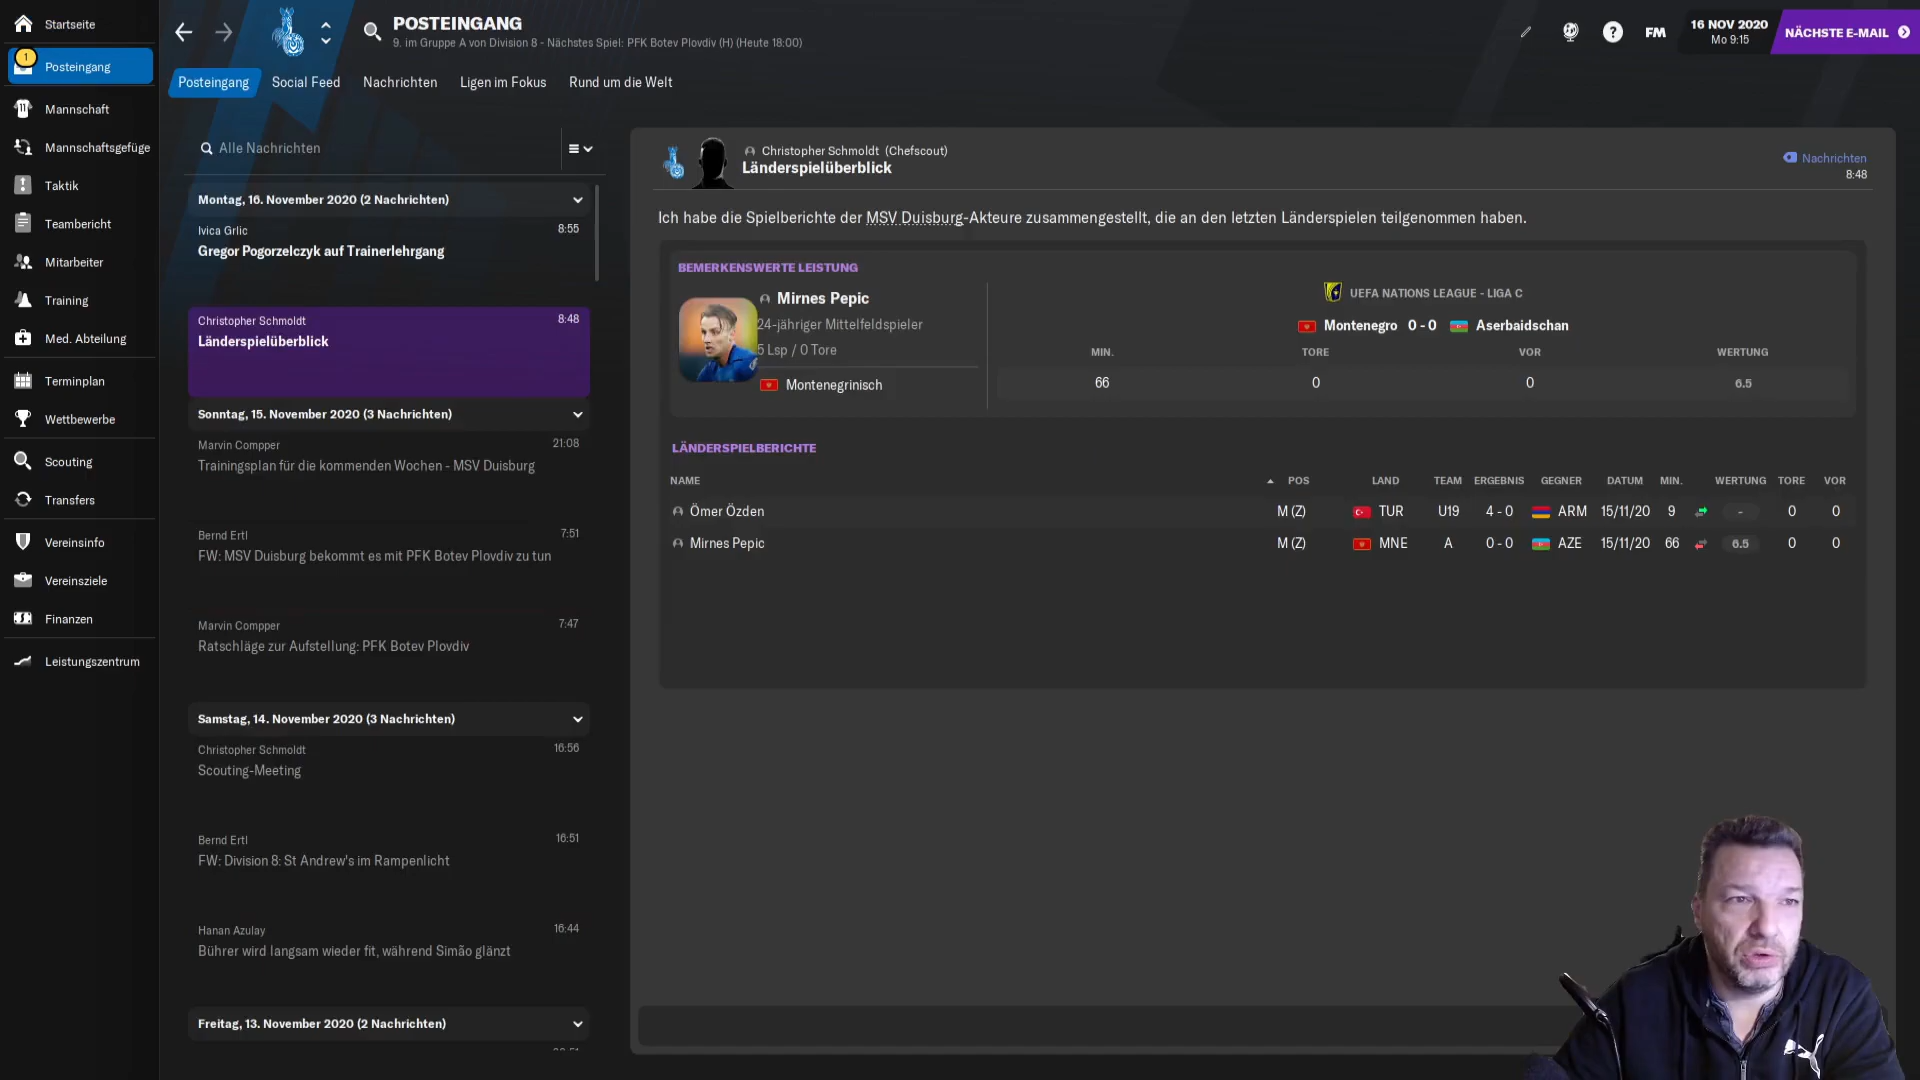 Startseite
1
Posteingang
Mannschaft
Mannschaftsgefüge
Taktik
Teambericht
Mitarbeiter
Training
Med. Abteilung
Terminplan
Wettbewerbe
Scouting
Transfers
Vereinsinfo
Vereinsziele
Finanzen
Leistungszentrum
POSTEINGANG
9. im Gruppe A von Division 8 - Nächstes Spiel: PFK Botev Plovdiv (H) (Heute 18:00)
FM
16 NOV 2020
Mo 9:15
NÄCHSTE E-MAIL
Posteingang Social Feed Nachrichten Ligen im Fokus Rund um die Welt
Alle Nachrichten
Montag, 16. November 2020 (2 Nachrichten)
Ivica Grlic 8:55
Gregor Pogorzelczyk auf Trainerlehrgang
Christopher Schmoldt 8:48
Länderspielüberblick
Sonntag, 15. November 2020 (3 Nachrichten)
Marvin Compper 21:08
Trainingsplan für die kommenden Wochen - MSV Duisburg
Bernd Ertl 7:51
FW: MSV Duisburg bekommt es mit PFK Botev Plovdiv zu tun
Marvin Compper 7:47
Ratschläge zur Aufstellung: PFK Botev Plovdiv
Samstag, 14. November 2020 (3 Nachrichten)
Christopher Schmoldt 16:56
Scouting-Meeting
Bernd Ertl 16:51
FW: Division 8: St Andrew's im Rampenlicht
Hanan Azulay 16:44
Bührer wird langsam wieder fit, während Simão glänzt
Freitag, 13. November 2020 (2 Nachrichten)
Christopher Schmoldt (Chefscout)
Länderspielüberblick
Nachrichten
8:48
Ich habe die Spielberichte der MSV Duisburg-Akteure zusammengestellt, die an den letzten Länderspielen teilgenommen haben.
BEMERKENSWERTE LEISTUNG
Mirnes Pepic
24-jähriger Mittelfeldspieler
5 Lsp / 0 Tore
Montenegrinisch
UEFA NATIONS LEAGUE - LIGA C
Montenegro 0 - 0 Aserbaidschan
MIN. TORE VOR WERTUNG
66 0 0 6.5
LÄNDERSPIELBERICHTE
NAME POS LAND TEAM ERGEBNIS GEGNER DATUM MIN. WERTUNG TORE VOR
Ömer Özden M (Z) TUR U19 4 - 0 ARM 15/11/20 9 - 0 0
Mirnes Pepic M (Z) MNE A 0 - 0 AZE 15/11/20 66 6.5 0 0